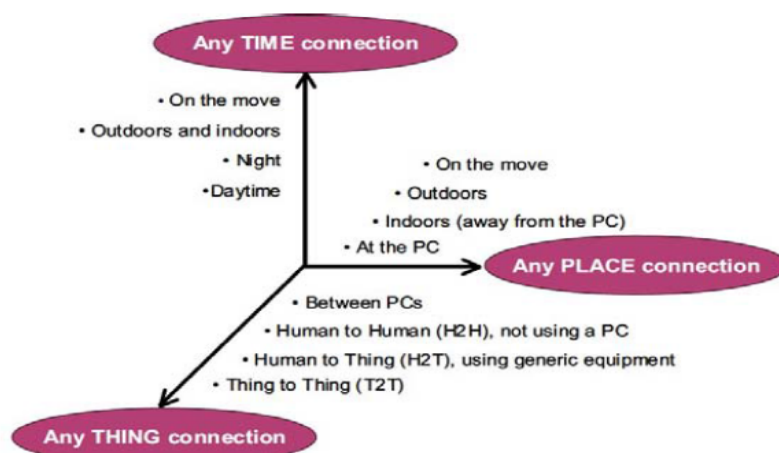 Any TIME connection
• On the move
• Outdoors and indoors
• Night
•Daytime
• On the move
• Outdoors
• Indoors (away from the PC)
• At the PC
Any PLACE connection
• Between PCs
• Human to Human (H2H), not using a PC
• Human to Thing (H2T), using generic equipment
• Thing to Thing (T2T)
Any THING connection